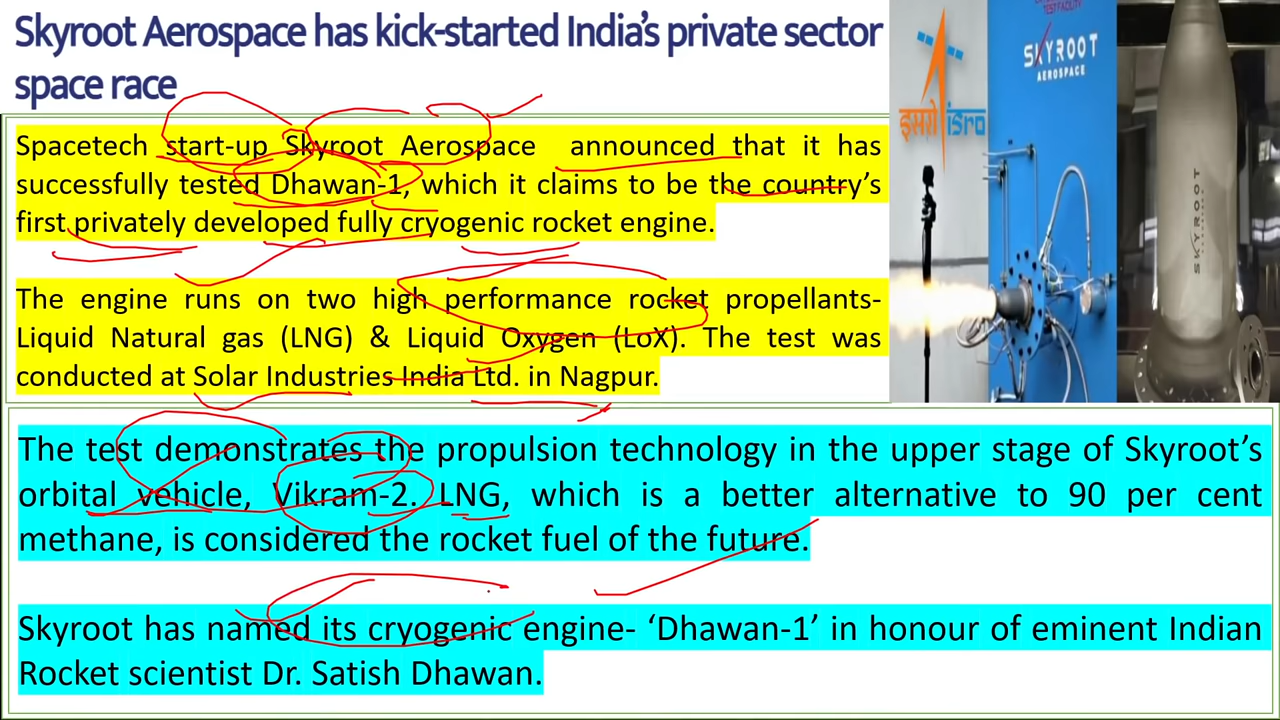 Skyroot Aerospace has kick-started India’s private sector
space race
Spacetech start-up Skyroot Aerospace announced that it has
successfully tested Dhawan-1, which it claims to be the country’s
first privately developed fully cryogenic rocket engine.
The engine runs on two high performance rocket propellants-
Liquid Natural gas (LNG) & Liquid Oxygen (LoX). The test was
conducted at Solar Industries India Ltd. in Nagpur.
The test demonstrates the propulsion technology in the upper stage of Skyroot’s
orbital vehicle, Vikram-2. LNG, which is a better alternative to 90 per cent
methane, is considered the rocket fuel of the future.
Skyroot has named its cryogenic engine- ‘Dhawan-1’ in honour of eminent Indian
Rocket scientist Dr. Satish Dhawan.
इसरो isro
TEST FACILITY
SKYROOT
AEROSPACE
SKYROOT